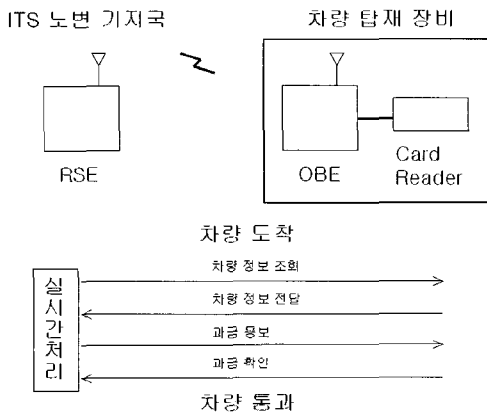 ITS 노변 기지국
차량 탑재 장비
RSE
OBE
Card
Reader
차량 도착
실시간처리
차량 정보 조회
차량 정보 전달
과금 통보
과금 확인
차량 통과